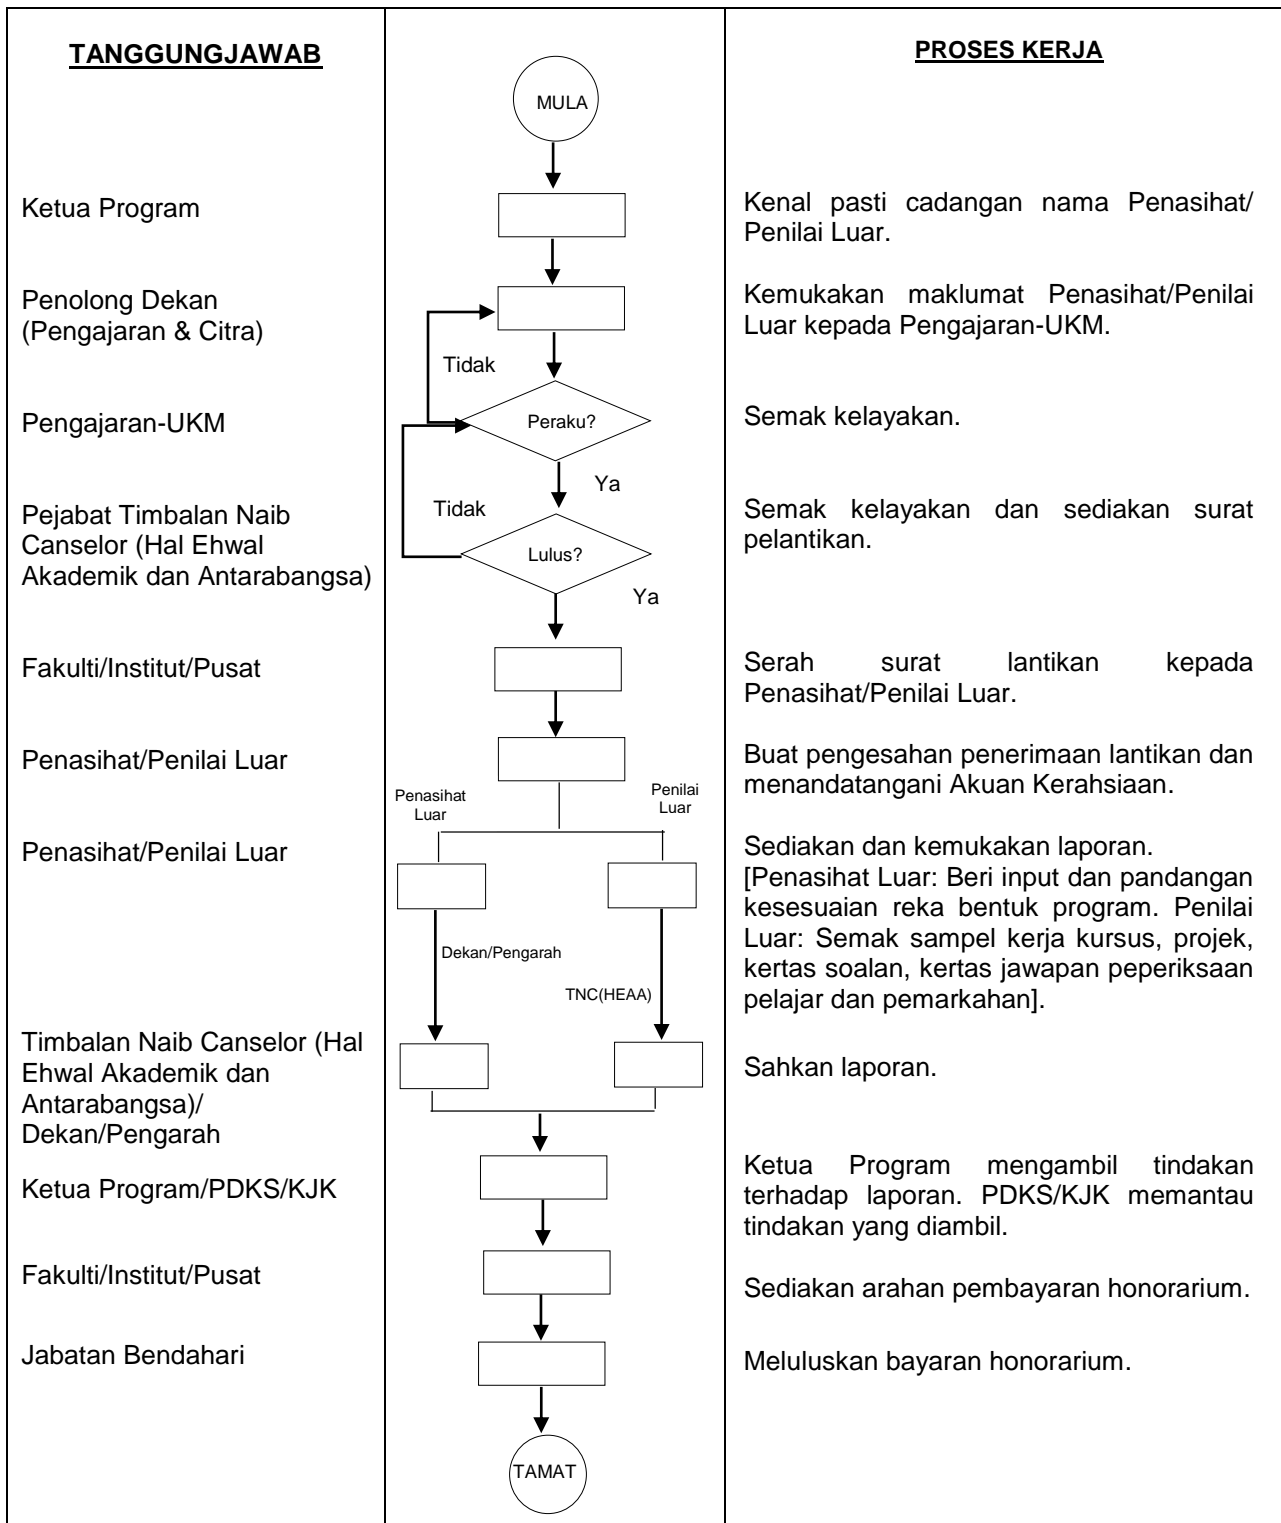 TANGGUNGJAWAB
PROSES KERJA
MULA
Ketua Program
Kenal pasti cadangan nama Penasihat/
Penilai Luar.
Penolong Dekan
(Pengajaran & Citra)
Kemukakan maklumat Penasihat/Penilai
Luar kepada Pengajaran-UKM.
Tidak
Pengajaran-UKM
Peraku?
Semak kelayakan.
Ya
Tidak
Pejabat Timbalan Naib
Canselor (Hal Ehwal
Akademik dan Antarabangsa)
Lulus?
Semak kelayakan dan sediakan surat
pelantikan.
Ya
Fakulti/Institut/Pusat
Serah surat lantikan kepada
Penasihat/Penilai Luar.
Penasihat/Penilai Luar
Buat pengesahan penerimaan lantikan dan
menandatangani Akuan Kerahsiaan.
Penasihat
Luar
Penilai
Luar
Penasihat/Penilai Luar
Sediakan dan kemukakan laporan.
[Penasihat Luar: Beri input dan pandangan
kesesuaian reka bentuk program. Penilai
Luar: Semak sampel kerja kursus, projek,
kertas soalan, kertas jawapan peperiksaan
pelajar dan pemarkahan].
Dekan/Pengarah
TNC(HEAA)
Timbalan Naib Canselor (Hal
Ehwal Akademik dan
Antarabangsa)/
Dekan/Pengarah
Sahkan laporan.
Ketua Program/PDKS/KJK
Ketua Program mengambil tindakan
terhadap laporan. PDKS/KJK memantau
tindakan yang diambil.
Fakulti/Institut/Pusat
Sediakan arahan pembayaran honorarium.
Jabatan Bendahari
Meluluskan bayaran honorarium.
TAMAT